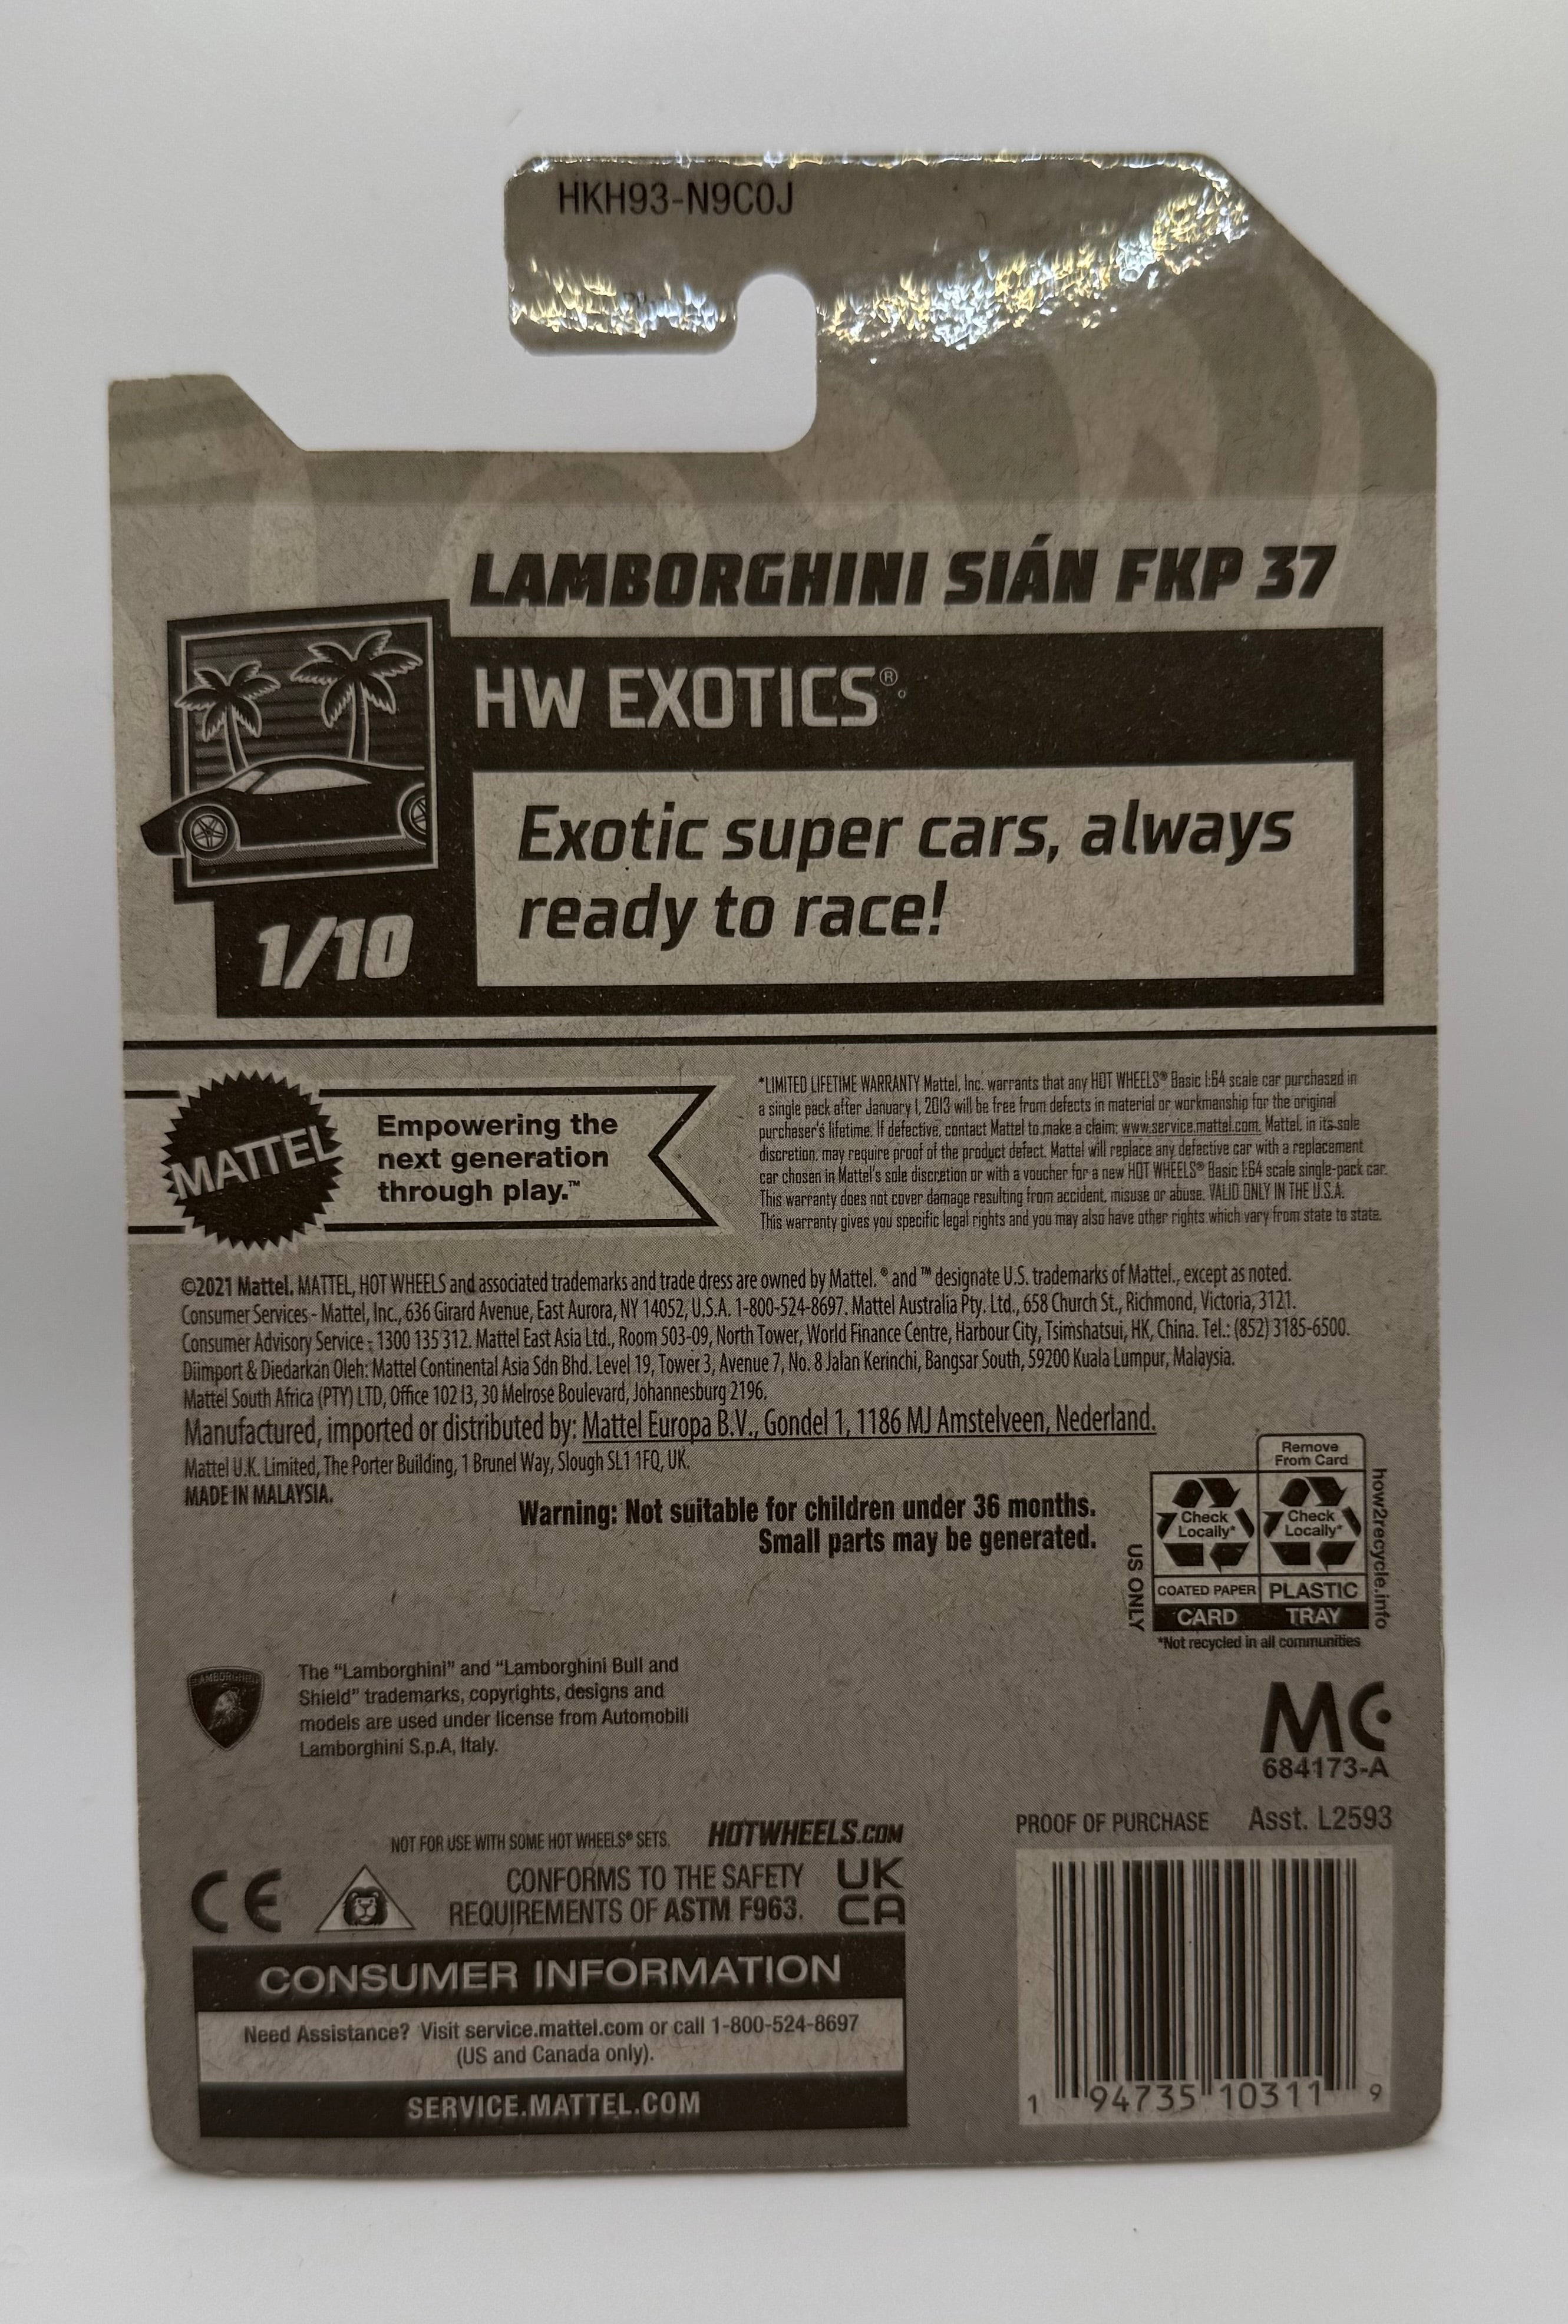 HKH93-N9C0J
LAMBORGHINI SIÁN FKP 37
HW EXOTICS®
Exotic super cars, always
ready to race!
1/10
MATTEL
Empowering the
next generation
through play.™
*LIMITED LIFETIME WARRANTY Mattel, Inc. warrants that any HOT WHEELS® Basic 1:64 scale car purchased in
a single pack after January 1, 2013 will be free from defects in material or workmanship for the original
purchaser's lifetime. If defective, contact Mattel to make a claim: www.service.mattel.com. Mattel, in its sole
discretion, may require proof of the product defect. Mattel will replace any defective car with a replacement
car chosen in Mattel's sole discretion or with a voucher for a new HOT WHEELS® Basic 1:64 scale single-pack car.
This warranty does not cover damage resulting from accident, misuse or abuse. VALID ONLY IN THE U.S.A.
This warranty gives you specific legal rights and you may also have other rights which vary from state to state.
©2021 Mattel. MATTEL, HOT WHEELS and associated trademarks and trade dress are owned by Mattel. ® and ™ designate U.S. trademarks of Mattel., except as noted.
Consumer Services - Mattel, Inc., 636 Girard Avenue, East Aurora, NY 14052, U.S.A. 1-800-524-8697. Mattel Australia Pty. Ltd., 658 Church St., Richmond, Victoria, 3121.
Consumer Advisory Service - 1300 135 312. Mattel East Asia Ltd., Room 503-09, North Tower, World Finance Centre, Harbour City, Tsimshatsui, HK, China. Tel.: (852) 3185-6500.
Diimport & Diedarkan Oleh: Mattel Continental Asia Sdn Bhd. Level 19, Tower 3, Avenue 7, No. 8 Jalan Kerinchi, Bangsar South, 59200 Kuala Lumpur, Malaysia.
Mattel South Africa (PTY) LTD, Office 102 I3, 30 Melrose Boulevard, Johannesburg 2196.
Manufactured, imported or distributed by: Mattel Europa B.V., Gondel 1, 1186 MJ Amstelveen, Nederland.
Mattel U.K. Limited, The Porter Building, 1 Brunel Way, Slough SL1 1FQ, UK.
MADE IN MALAYSIA.
Warning: Not suitable for children under 36 months.
Small parts may be generated.
Remove
From Card
Check
Locally*
Check
Locally*
COATED PAPER
PLASTIC
CARD
TRAY
US ONLY
how2recycle.info
*Not recycled in all communities
LAMBORGHINI
The “Lamborghini” and “Lamborghini Bull and
Shield” trademarks, copyrights, designs and
models are used under license from Automobili
Lamborghini S.p.A, Italy.
MC
684173-A
PROOF OF PURCHASE Asst. L2593
NOT FOR USE WITH SOME HOT WHEELS® SETS. HOTWHEELS.COM
CE
CONFORMS TO THE SAFETY
REQUIREMENTS OF ASTM F963.
UK
CA
CONSUMER INFORMATION
Need Assistance? Visit service.mattel.com or call 1-800-524-8697
(US and Canada only).
SERVICE.MATTEL.COM
1 94735 10311 9